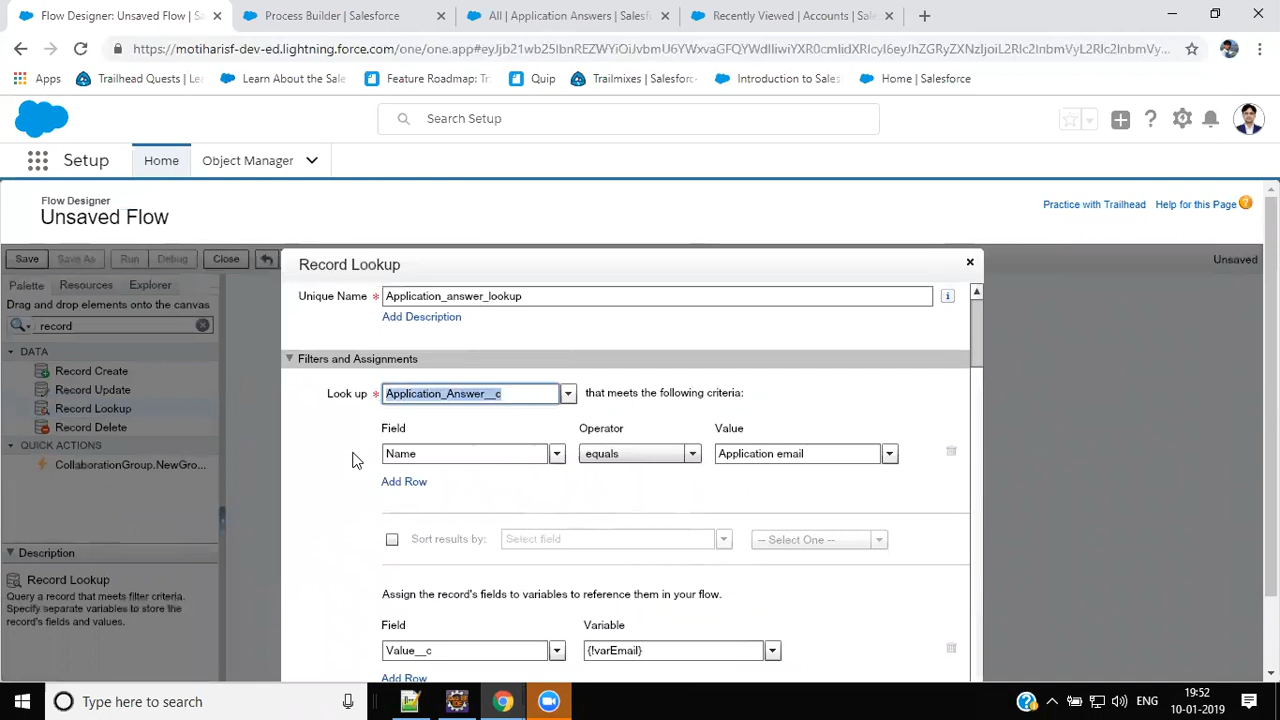 Flow Designer: Unsaved Flow | Sa
Process Builder | Salesforce
All | Application Answers | Salesf
Recently Viewed | Accounts | Sal
https://motiharisf-dev-ed.lightning.force.com/one/one.app#
Apps
Trailhead Quests | Le
Learn About the Sale
Feature Roadmap: Tr
Quip
Trailmixes | Salesfor
Introduction to Sales
Home | Salesforce
Search Setup
Setup
Home
Object Manager
Flow Designer
Unsaved Flow
Practice with Trailhead
Help for this Page
Save
Save As
Run
Debug
Close
Unsaved
Palette
Resources
Explorer
Drag and drop elements onto the canvas
record
DATA
Record Create
Record Update
Record Lookup
Record Delete
QUICK ACTIONS
CollaborationGroup.NewGro...
Description
Record Lookup
Query a record that meets filter criteria.
Specify separate variables to store the
record's fields and values.
Record Lookup
Unique Name * Application_answer_lookup
Add Description
Filters and Assignments
Look up * Application_Answer__c that meets the following criteria:
Field Operator Value
Name equals Application email
Add Row
Sort results by: Select field -- Select One --
Assign the record's fields to variables to reference them in your flow.
Field Variable
Value__c {!varEmail}
Add Row
Type here to search
ENG
19:52
10-01-2019